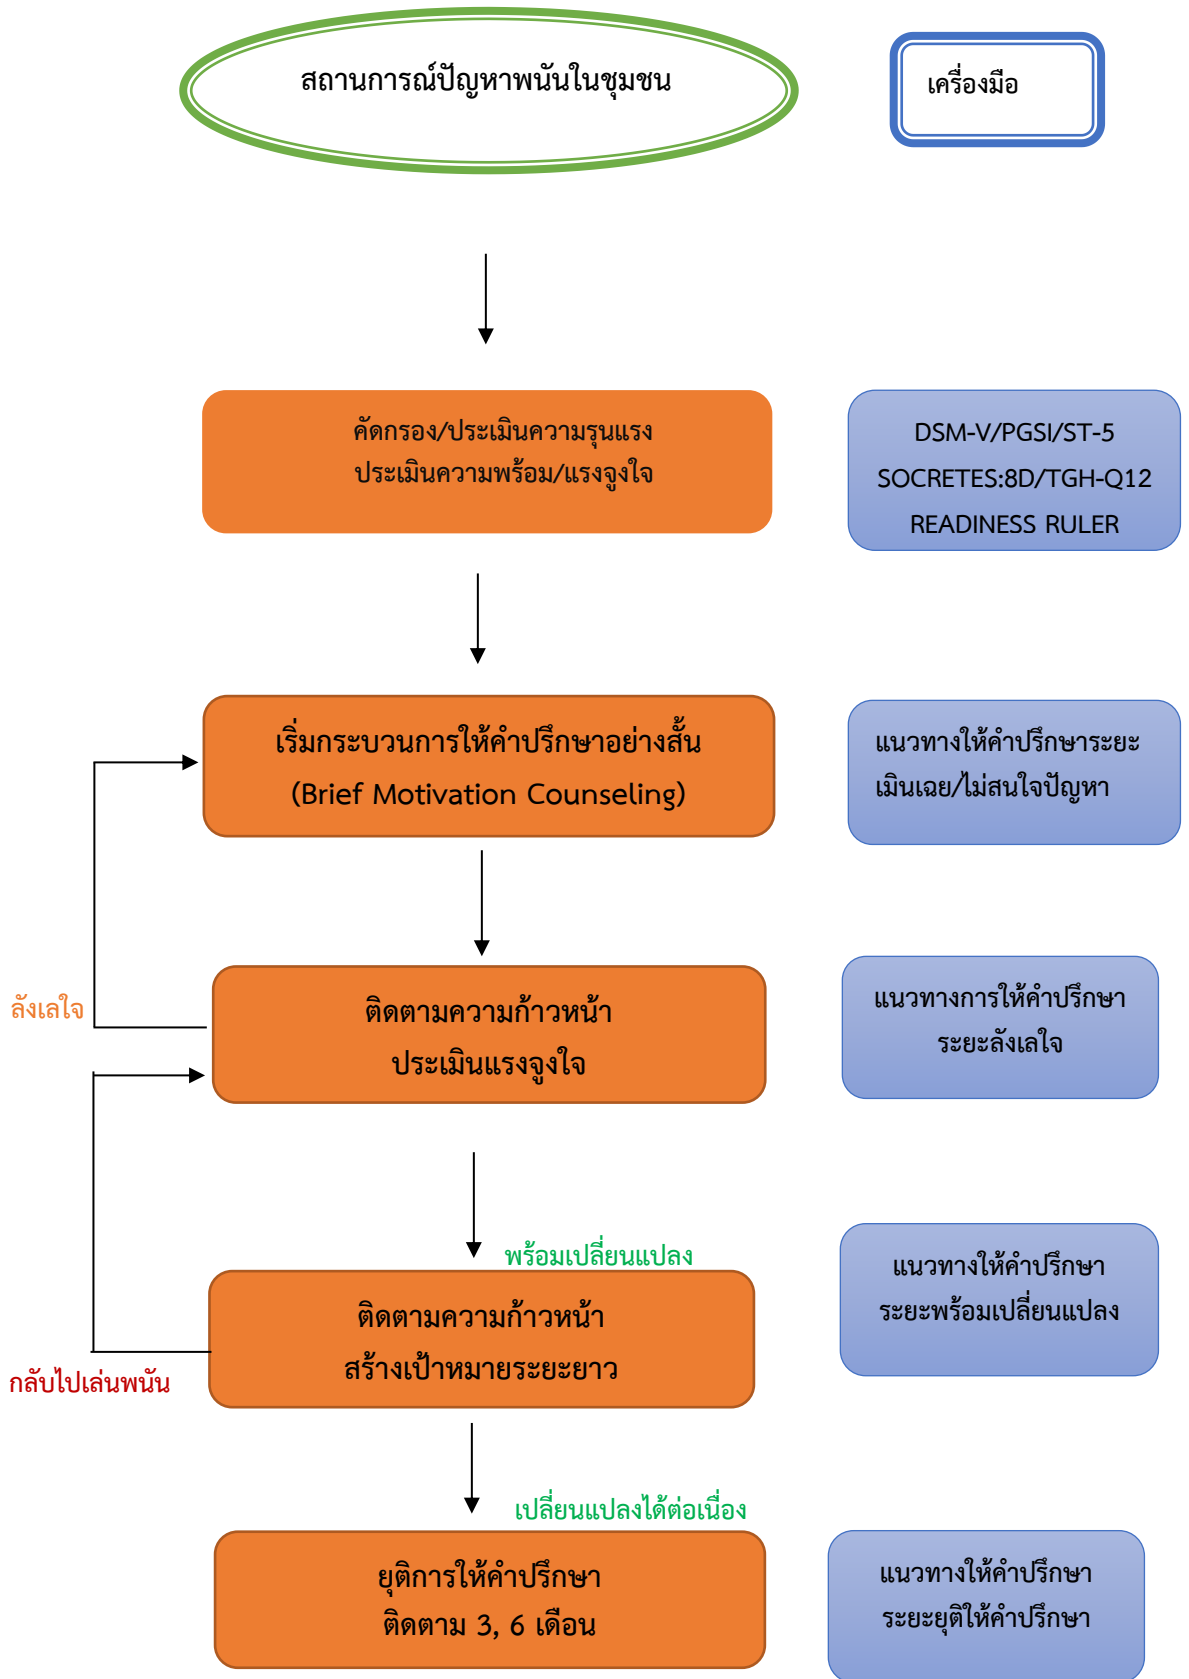 สถานการณ์ปัญหาพนันในชุมชน
เครื่องมือ
คัดกรอง/ประเมินความรุนแรง
ประเมินความพร้อม/แรงจูงใจ
DSM-V/PGSI/ST-5
SOCRETES:8D/TGH-Q12
READINESS RULER
เริ่มกระบวนการให้คำปรึกษาอย่างสั้น
(Brief Motivation Counseling)
แนวทางให้คำปรึกษาระยะ
เมินเฉย/ไม่สนใจปัญหา
ลังเลใจ
ติดตามความก้าวหน้า
ประเมินแรงจูงใจ
แนวทางการให้คำปรึกษา
ระยะลังเลใจ
พร้อมเปลี่ยนแปลง
ติดตามความก้าวหน้า
สร้างเป้าหมายระยะยาว
แนวทางให้คำปรึกษา
ระยะพร้อมเปลี่ยนแปลง
กลับไปเล่นพนัน
เปลี่ยนแปลงได้ต่อเนื่อง
ยุติการให้คำปรึกษา
ติดตาม 3, 6 เดือน
แนวทางให้คำปรึกษา
ระยะยุติให้คำปรึกษา